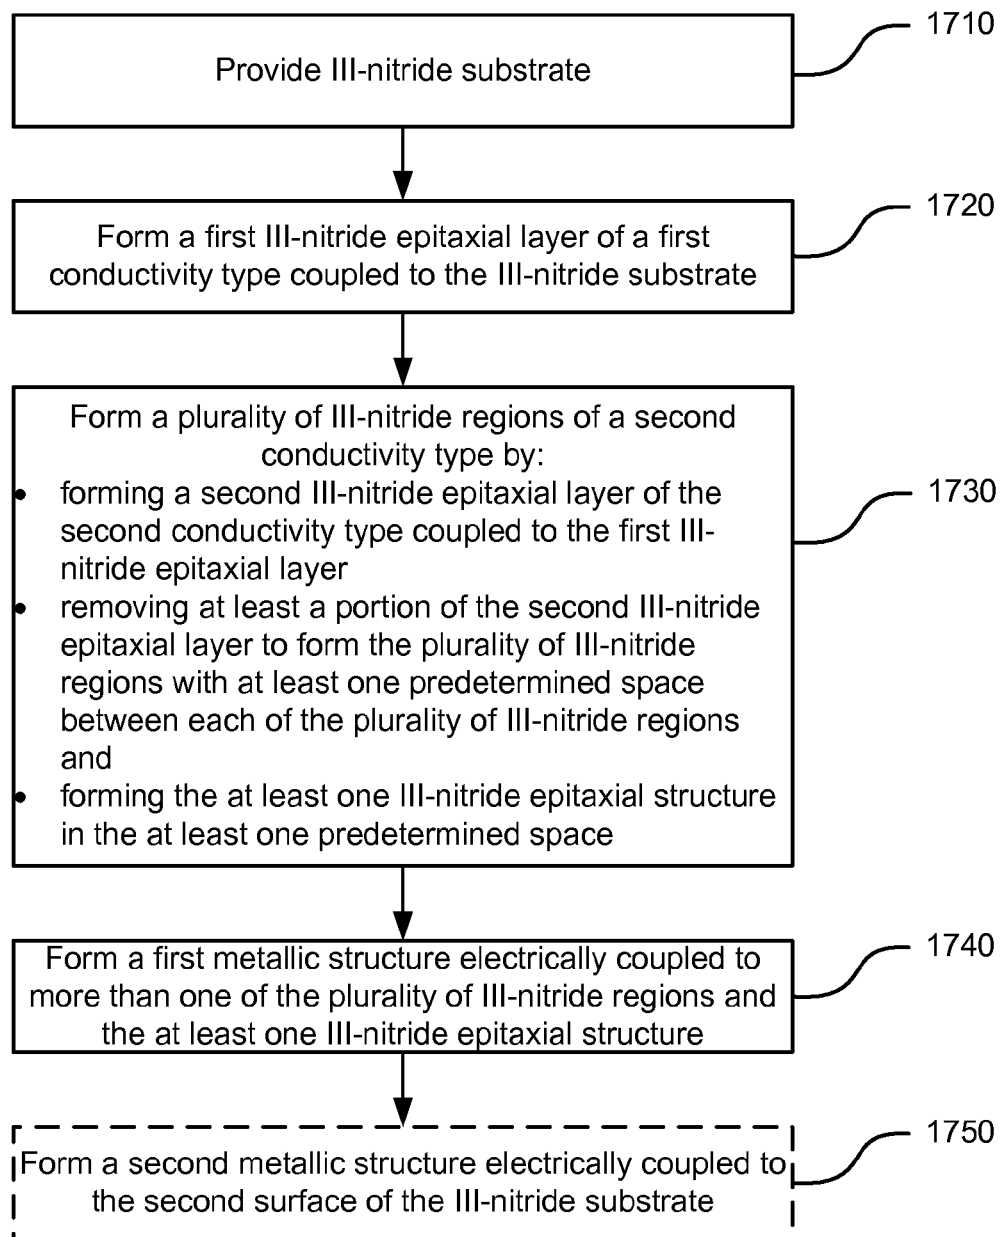 1710
Provide III-nitride substrate
1720
Form a first III-nitride epitaxial layer of a first
conductivity type coupled to the III-nitride substrate
Form a plurality of III-nitride regions of a second
conductivity type by:
• forming a second III-nitride epitaxial layer of the
second conductivity type coupled to the first III-
nitride epitaxial layer
1730
• removing at least a portion of the second III-nitride
epitaxial layer to form the plurality of III-nitride
regions with at least one predetermined space
between each of the plurality of III-nitride regions
and
• forming the at least one III-nitride epitaxial structure
in the at least one predetermined space
1740
Form a first metallic structure electrically coupled to
more than one of the plurality of III-nitride regions and
the at least one III-nitride epitaxial structure
1750
Form a second metallic structure electrically coupled to
the second surface of the III-nitride substrate